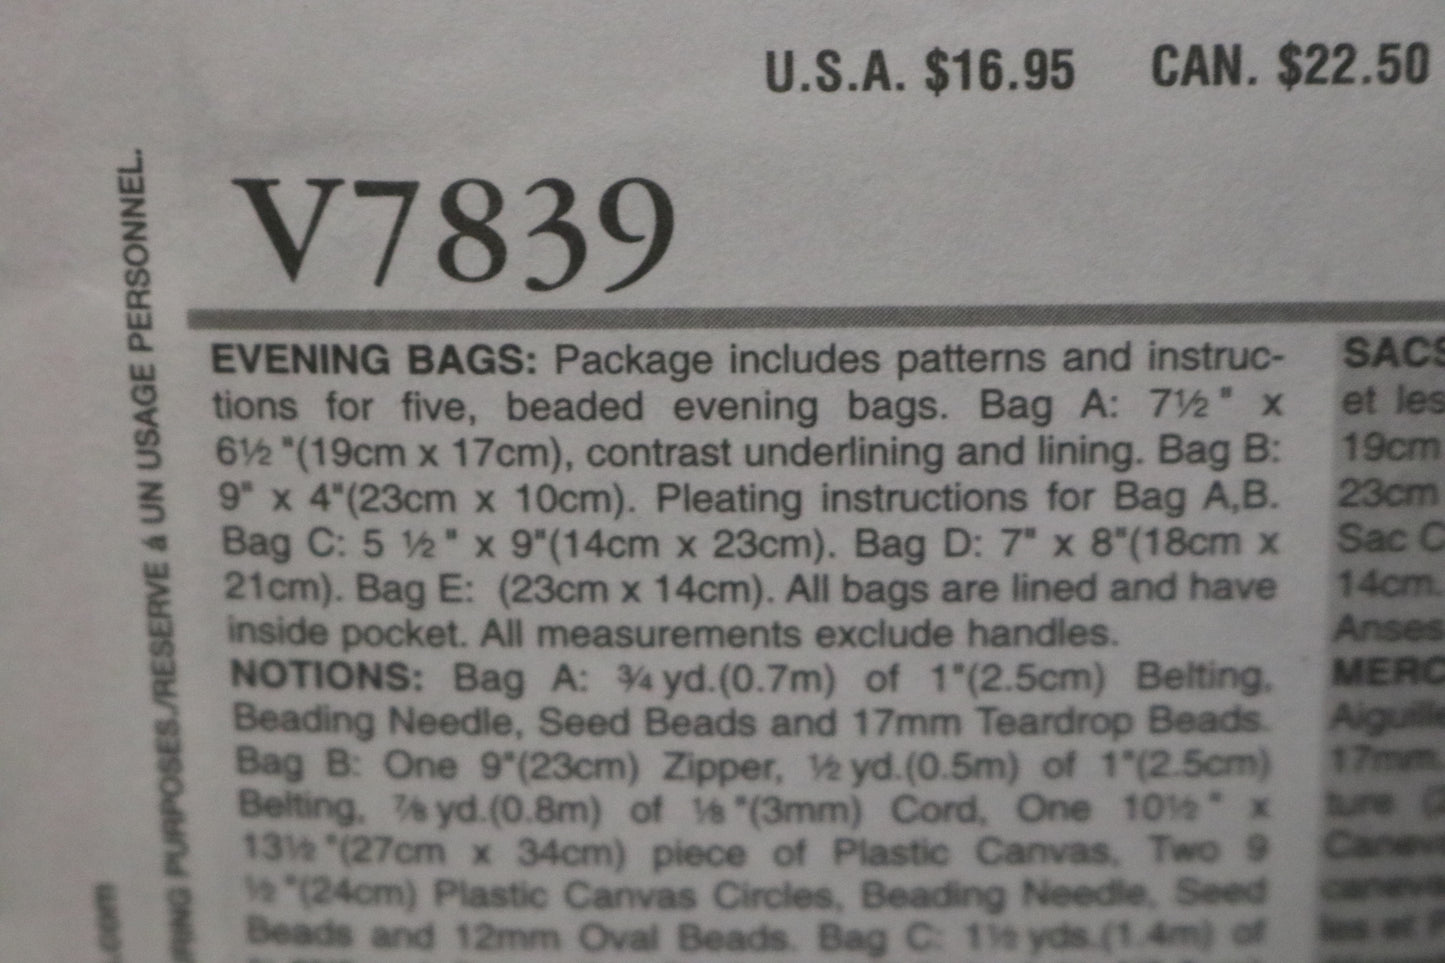 U.S.A. $16.95 CAN. $22.50
V7839
EVENING BAGS: Package includes patterns and instruc-
tions for five, beaded evening bags. Bag A: 7½" x
6½"(19cm x 17cm), contrast underlining and lining. Bag B:
9" x 4"(23cm x 10cm). Pleating instructions for Bag A,B.
Bag C: 5 ½" x 9"(14cm x 23cm). Bag D: 7" x 8"(18cm x
21cm). Bag E: (23cm x 14cm). All bags are lined and have
inside pocket. All measurements exclude handles.
NOTIONS: Bag A: ¾ yd.(0.7m) of 1"(2.5cm) Belting,
Beading Needle, Seed Beads and 17mm Teardrop Beads.
Bag B: One 9"(23cm) Zipper, ½ yd.(0.5m) of 1"(2.5cm)
Belting, ⅞ yd.(0.8m) of ⅛"(3mm) Cord, One 10½" x
13½"(27cm x 34cm) piece of Plastic Canvas, Two 9
½"(24cm) Plastic Canvas Circles, Beading Needle, Seed
Beads and 12mm Oval Beads. Bag C: 1½ yds.(1.4m) of
SACS
et les
19cm
23cm
Sac C
14cm.
Anses
MERC
Aiguille
17mm.
ture
Caneva
caneva
les et
RING PURPOSES./RESERVE á UN USAGE PERSONNEL.
.com